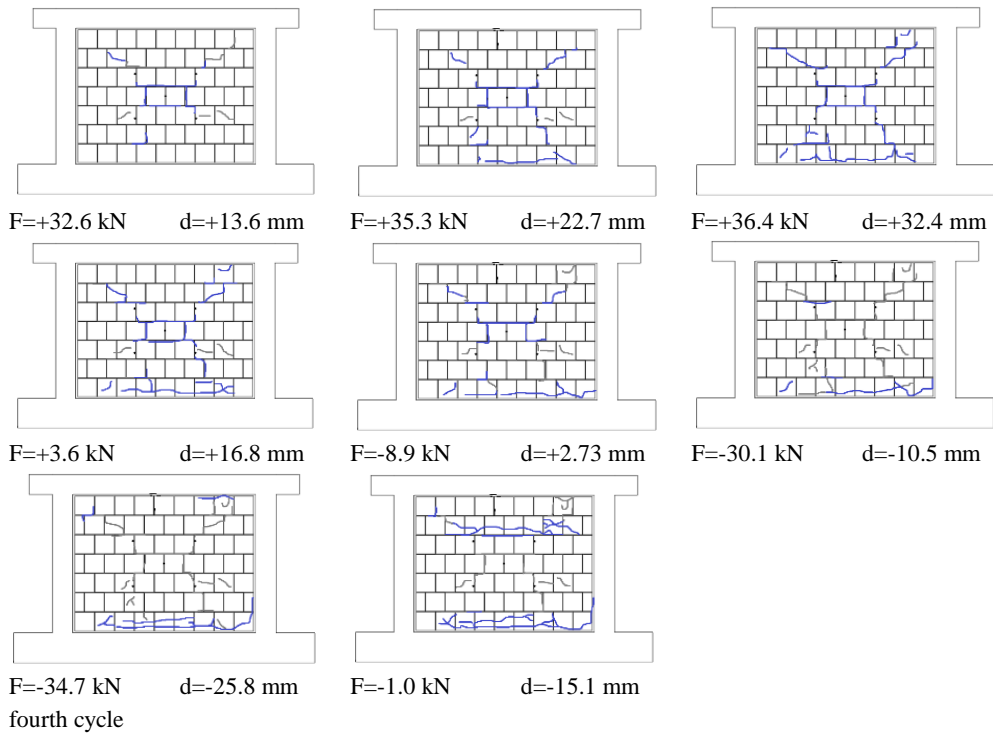 F=+32.6 kN d=+13.6 mm F=+35.3 kN d=+22.7 mm F=+36.4 kN d=+32.4 mm
F=+3.6 kN d=+16.8 mm F=-8.9 kN d=+2.73 mm F=-30.1 kN d=-10.5 mm
F=-34.7 kN d=-25.8 mm F=-1.0 kN d=-15.1 mm
fourth cycle